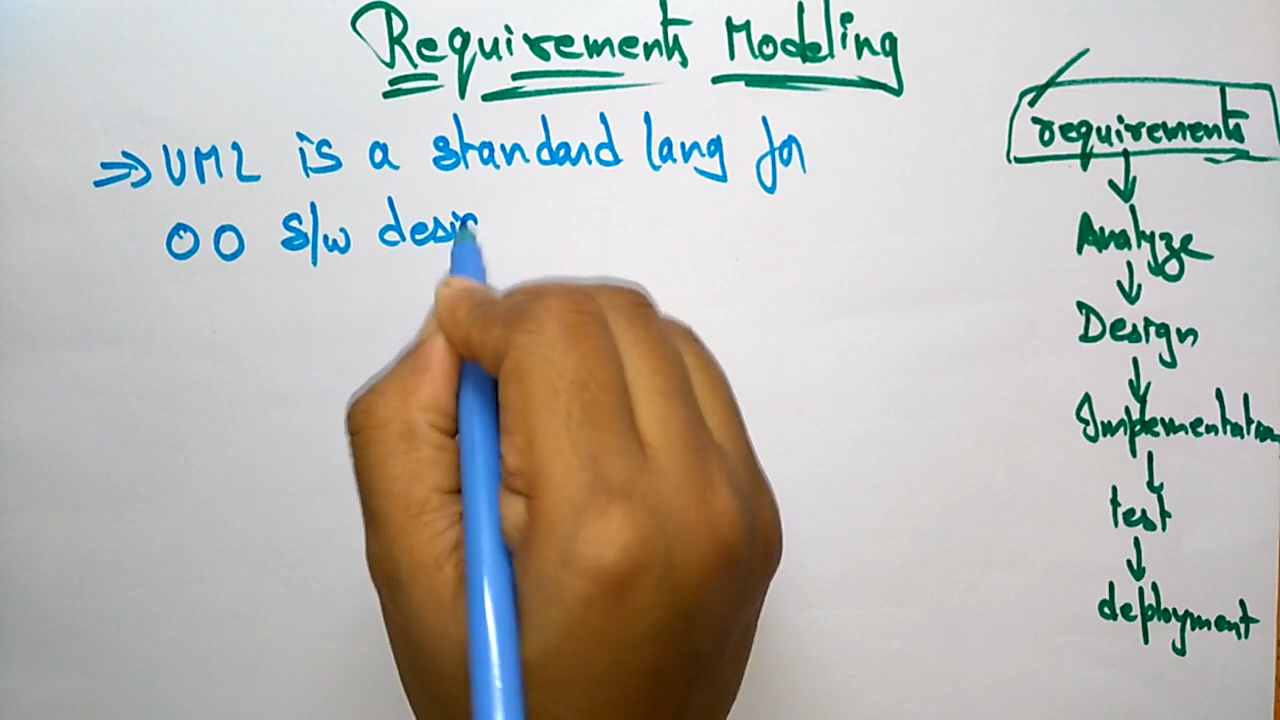 Requirements Modeling
⇒ UML is a standard lang for
OO S/w desi
requirements
↓
Analyze
↓
Design
↓
Implementation
↓
test
↓
deployment